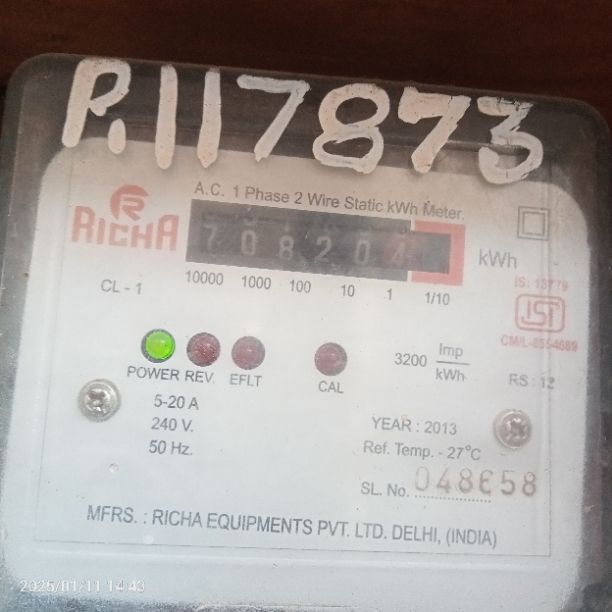 P.117873
A.C. 1 Phase 2 Wire Static kWh Meter.
RICHA
708204
kWh
CL - 1
10000 1000 100 10 1 1/10
IS: 13779
ISI
CM/L-8554689
3200 Imp
kWh
POWER REV. EFLT CAL
RS : 12
5-20 A
240 V.
50 Hz.
YEAR : 2013
Ref. Temp. - 27°C
SL. No. 048658
MFRS. : RICHA EQUIPMENTS PVT. LTD. DELHI, (INDIA)
2025/01/11 14:43